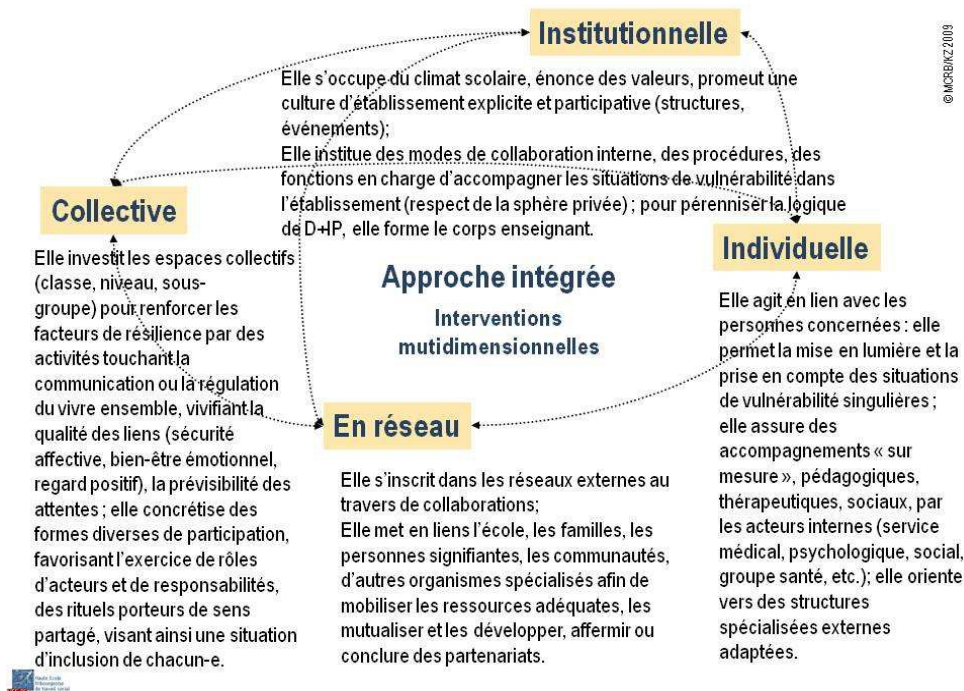 Institutionnelle
© MCRB/KZ 2009
Elle s'occupe du climat scolaire, énonce des valeurs, promeut une
culture d'établissement explicite et participative (structures,
événements);
Elle institue des modes de collaboration interne, des procédures, des
fonctions en charge d'accompagner les situations de vulnérabilité dans
l'établissement (respect de la sphère privée) ; pour pérenniser la logique
de D+IP, elle forme le corps enseignant.
Collective
Elle investit les espaces collectifs
(classe, niveau, sous-
groupe) pour renforcer les
facteurs de résilience par des
activités touchant la
communication ou la régulation
du vivre ensemble, vivifiant la
qualité des liens (sécurité
affective, bien-être émotionnel,
regard positif), la prévisibilité des
attentes ; elle concrétise des
formes diverses de participation,
favorisant l'exercice de rôles
d'acteurs et de responsabilités,
des rituels porteurs de sens
partagé, visant ainsi une situation
d'inclusion de chacun-e.
Approche intégrée
Interventions
mutidimensionnelles
En réseau
Elle s'inscrit dans les réseaux externes au
travers de collaborations;
Elle met en liens l'école, les familles, les
personnes signifiantes, les communautés,
d'autres organismes spécialisés afin de
mobiliser les ressources adéquates, les
mutualiser et les développer, affermir ou
conclure des partenariats.
Individuelle
Elle agit en lien avec les
personnes concernées : elle
permet la mise en lumière et la
prise en compte des situations
de vulnérabilité singulières ;
elle assure des
accompagnements « sur
mesure », pédagogiques,
thérapeutiques, sociaux, par
les acteurs internes (service
médical, psychologique, social,
groupe santé, etc.); elle oriente
vers des structures
spécialisées externes
adaptées.
Haute Ecole
fribourgeoise
de travail social